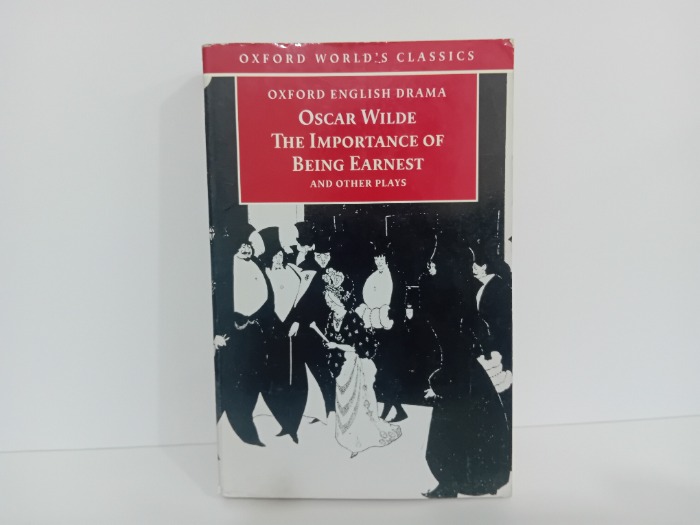 OXFORD WORLD'S CLASSICS
OXFORD ENGLISH DRAMA
OSCAR WILDE
THE IMPORTANCE OF
BEING EARNEST
AND OTHER PLAYS